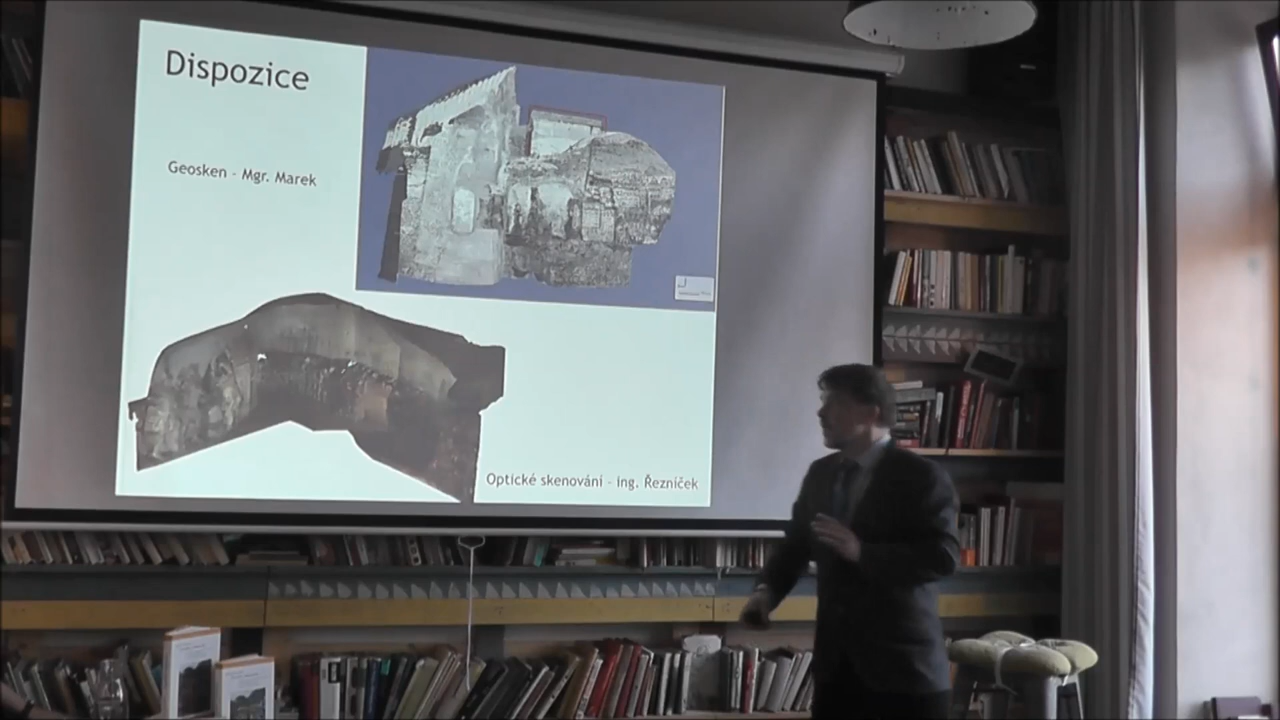 Dispozice
Geosken - Mgr. Marek
Optické skenování - ing. Řezníček